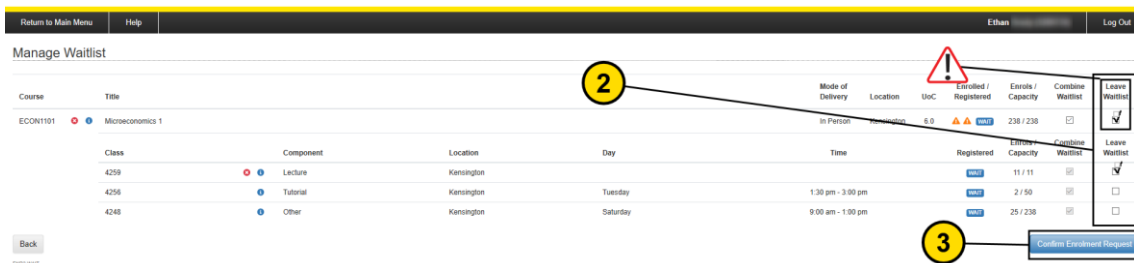 Return to Main Menu Help Ethan Log Out
Manage Waitlist
Course Title Mode of Delivery Location UoC Enrolled / Registered Enrols / Capacity Combine Waitlist Leave Waitlist
ECON1101 Microeconomics 1 In Person Kensington 6.0 WAIT 238 / 238
Class Component Location Day Time Registered Enrols / Capacity Combine Waitlist Leave Waitlist
4259 Lecture Kensington WAIT 11 / 11
4256 Tutorial Kensington Tuesday 1:30 pm - 3:00 pm WAIT 2 / 50
4248 Other Kensington Saturday 9:00 am - 1:00 pm WAIT 25 / 238
Back Confirm Enrolment Request
2
3